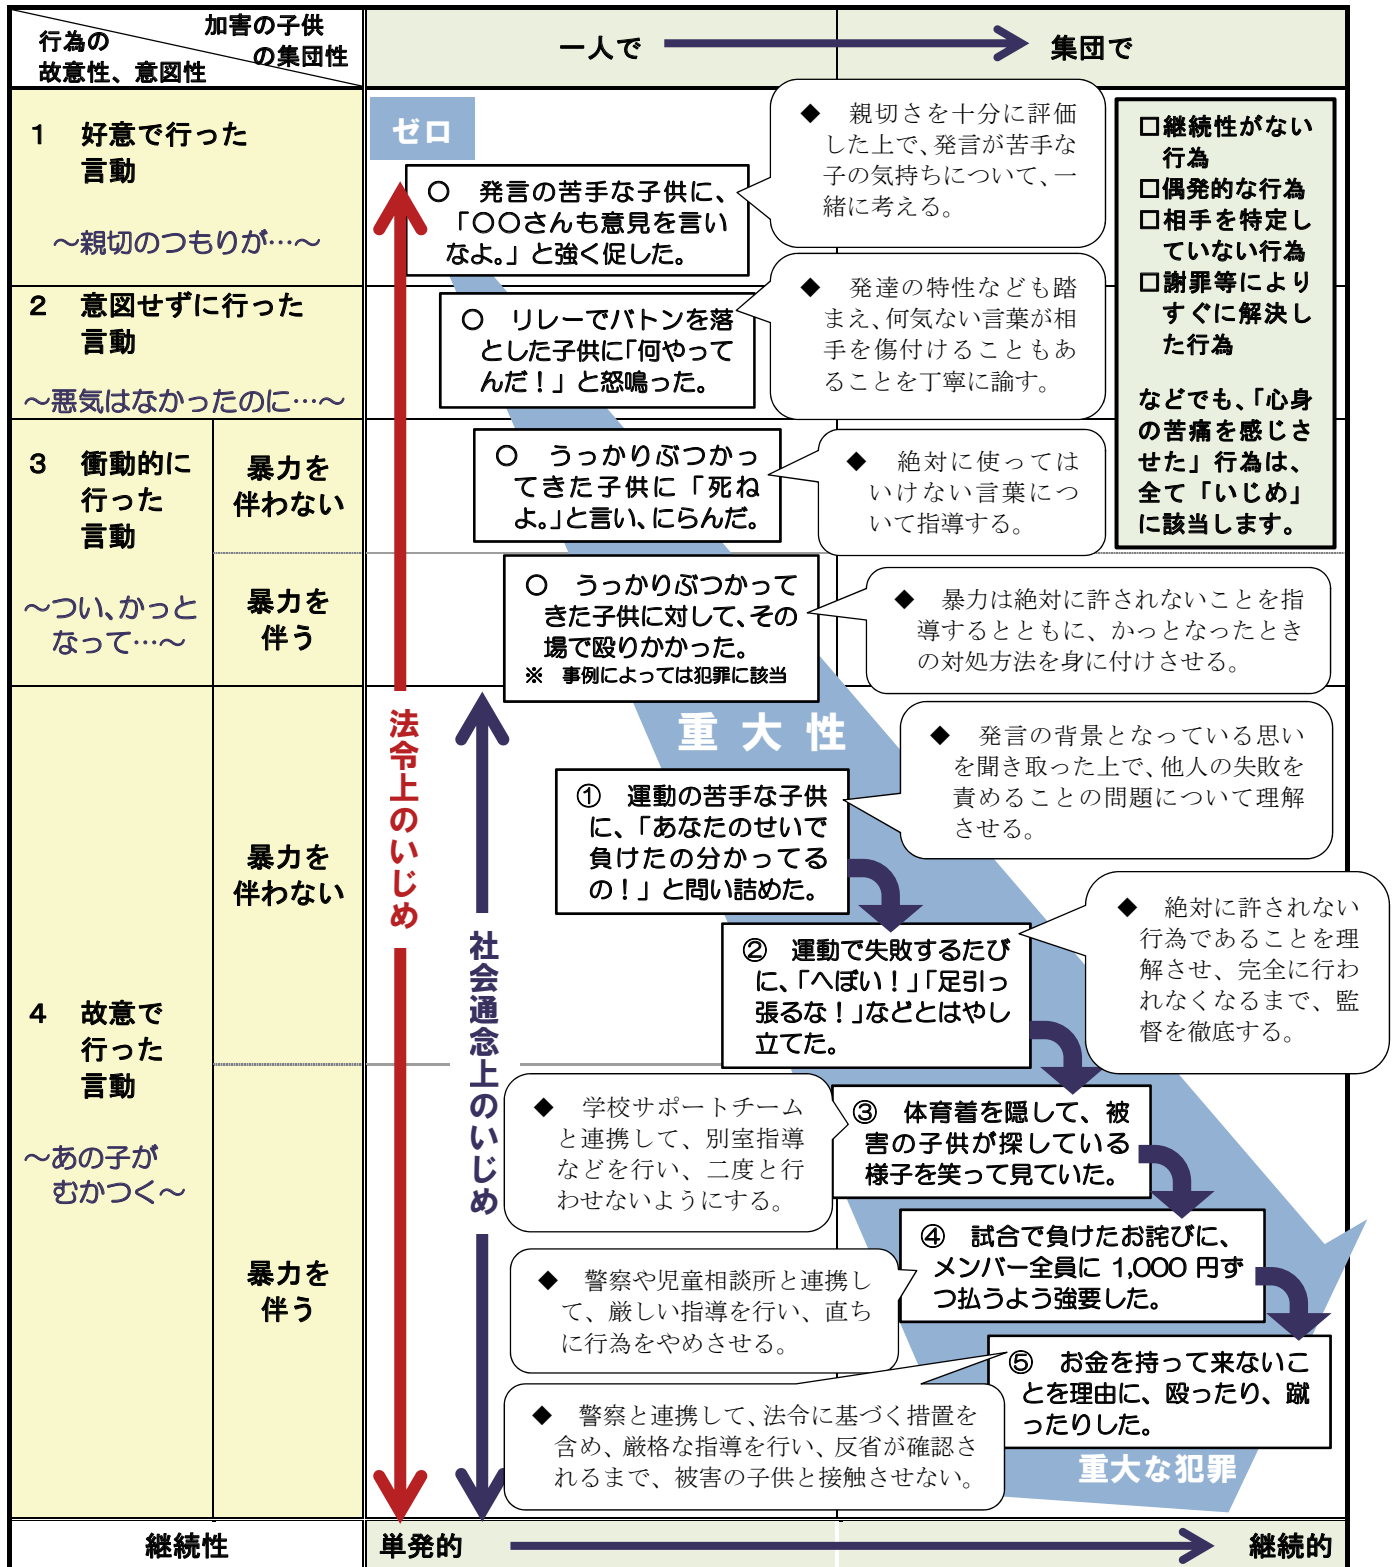 加害の子供
の集団性
行為の
故意性、意図性
一人で
集団で
1　好意で行った
言動
～親切のつもりが…～
ゼロ
○　発言の苦手な子供に、
「○○さんも意見を言い
なよ。」と強く促した。
◆　親切さを十分に評価
した上で、発言が苦手な
子の気持ちについて、一
緒に考える。
□継続性がない
行為
□偶発的な行為
□相手を特定し
ていない行為
□謝罪等により
すぐに解決し
た行為
などでも、「心身
の苦痛を感じさ
せた」行為は、
全て「いじめ」
に該当します。
2　意図せずに行った
言動
～悪気はなかったのに…～
○　リレーでバトンを落
とした子供に「何やって
んだ！」と怒鳴った。
◆　発達の特性なども踏
まえ、何気ない言葉が相
手を傷付けることもあ
ることを丁寧に諭す。
3　衝動的に
行った
言動
～つい、かっと
なって…～
暴力を
伴わない
○　うっかりぶつかっ
てきた子供に「死ね
よ。」と言い、にらんだ。
◆　絶対に使っては
いけない言葉につ
いて指導する。
暴力を
伴う
○　うっかりぶつかって
きた子供に対して、その
場で殴りかかった。
※　事例によっては犯罪に該当
◆　暴力は絶対に許されないことを指
導するとともに、かっとなったとき
の対処方法を身に付けさせる。
法令上のいじめ
社会通念上のいじめ
重大性
4　故意で
行った
言動
～あの子が
むかつく～
暴力を
伴わない
①　運動の苦手な子供
に、「あなたのせいで
負けたの分かってる
の！」と問い詰めた。
◆　発言の背景となっている思い
を聞き取った上で、他人の失敗を
責めることの問題について理解
させる。
②　運動で失敗するたび
に、「へぼい！」「足引っ
張るな！」などとはやし
立てた。
◆　絶対に許されない
行為であることを理
解させ、完全に行わ
れなくなるまで、監
督を徹底する。
暴力を
伴う
③　体育着を隠して、被
害の子供が探している
様子を笑って見ていた。
◆　学校サポートチーム
と連携して、別室指導
などを行い、二度と行
わせないようにする。
④　試合で負けたお詫びに、
メンバー全員に 1,000 円ず
つ払うよう強要した。
◆　警察や児童相談所と連携し
て、厳しい指導を行い、直ち
に行為をやめさせる。
⑤　お金を持って来ないこ
とを理由に、殴ったり、蹴
ったりした。
◆　警察と連携して、法令に基づく措置を
含め、厳格な指導を行い、反省が確認さ
れるまで、被害の子供と接触させない。
重大な犯罪
継続性
単発的
継続的